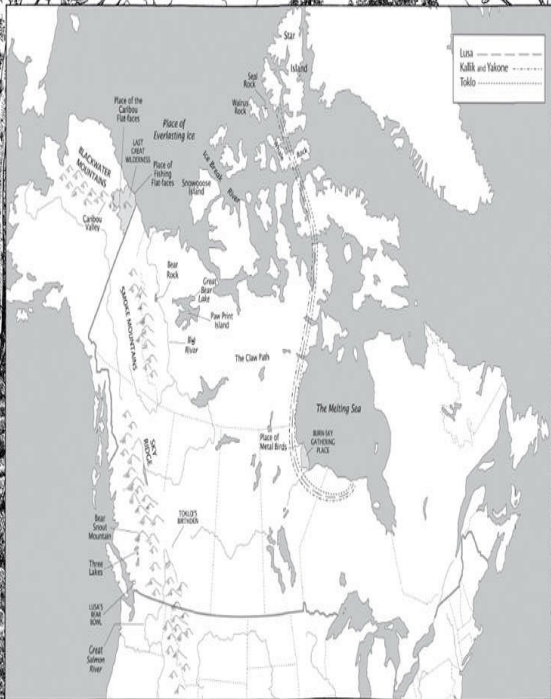 Star
Island
Seal
Rock
Walrus
Rock
Lusa
Kallik and Yakone
Toklo
Place of the
Caribou
Flat-faces
Place of
Everlasting Ice
LAST
GREAT
WILDERNESS
Place of
Fishing
Flat-faces
BLACKWATER
MOUNTAINS
Ice Break
River
Snowgoose
Island
Caribou
Valley
Bear
Rock
Great
Bear
Lake
Paw Print
Island
SMOKE MOUNTAINS
Big
River
The Claw Path
The Melting Sea
Place of
Metal Birds
BURN-SKY
GATHERING
PLACE
SKY
RIDGE
TOKLO'S
BIRTHDEN
Bear
Snout
Mountain
Three
Lakes
LUSA'S
BEAR
BOWL
Great
Salmon
River